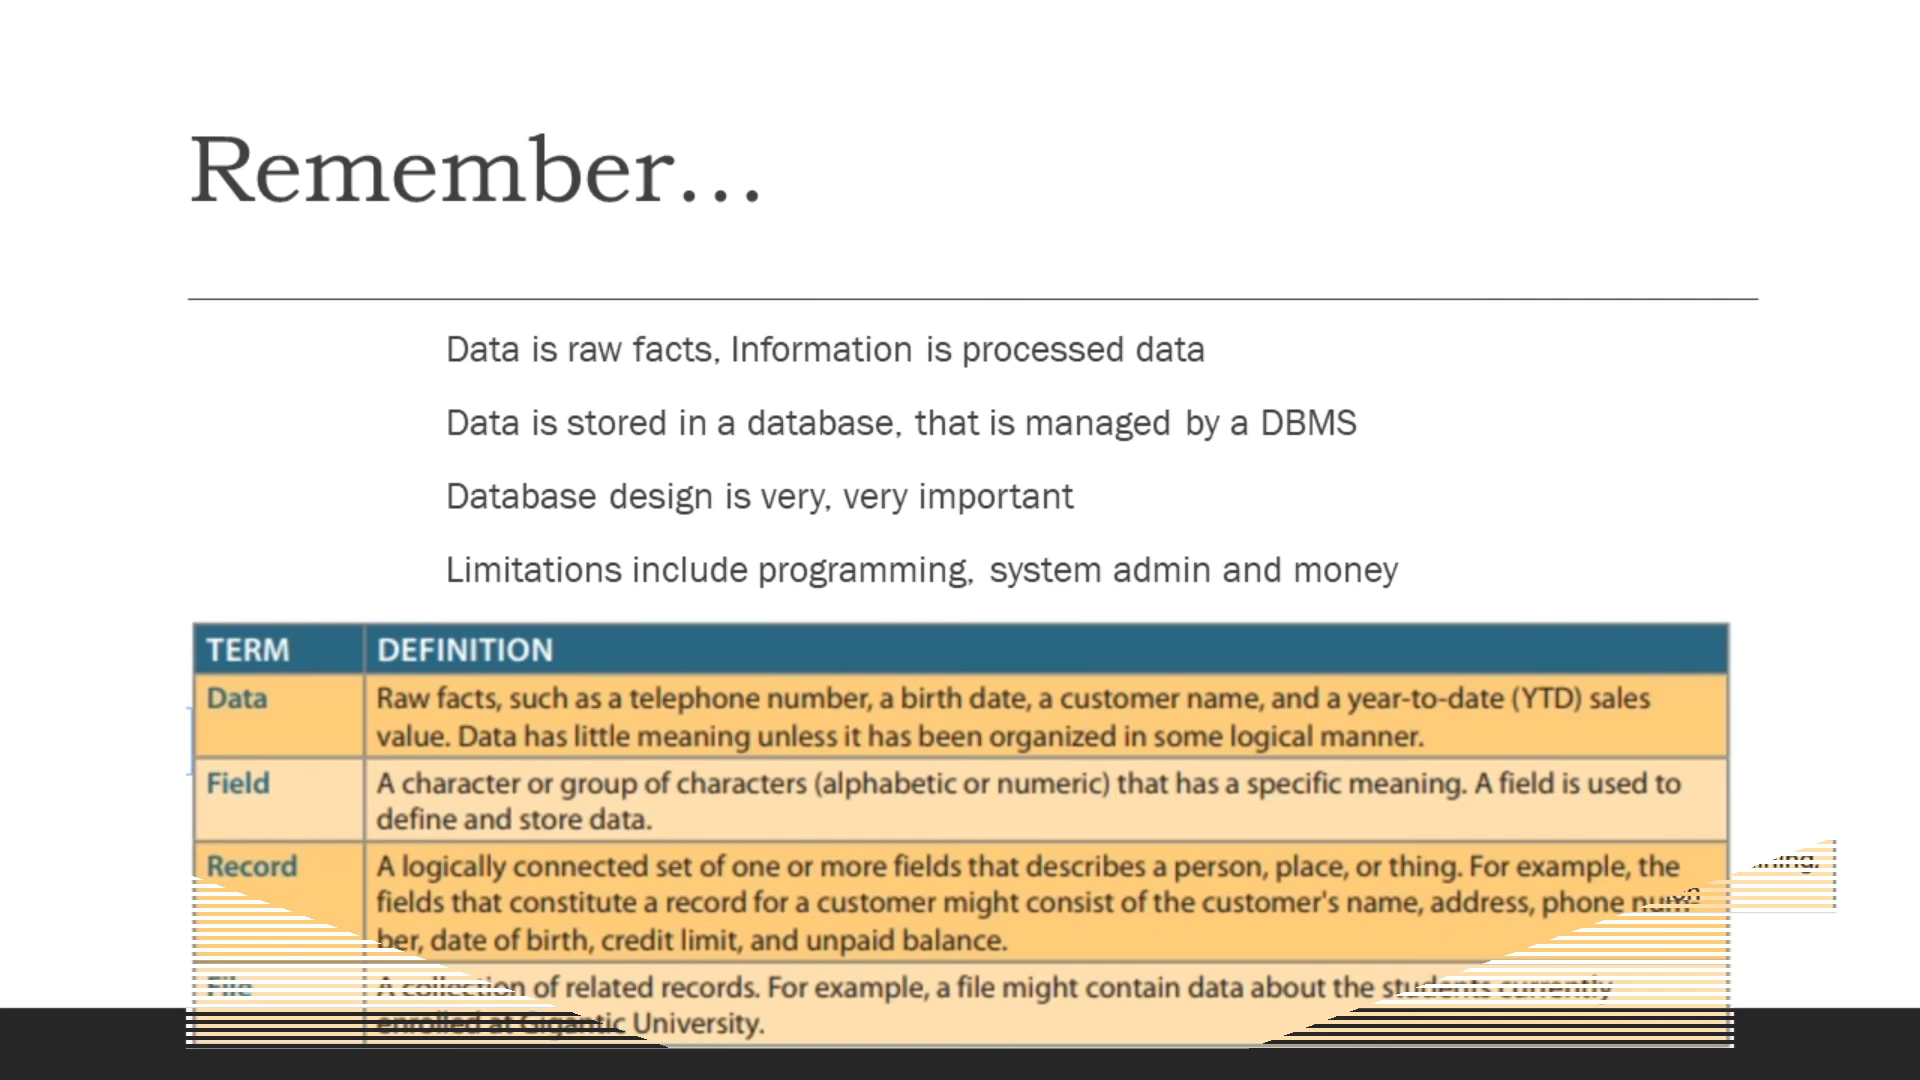 Remember…
Data is raw facts, Information is processed data
Data is stored in a database, that is managed by a DBMS
Database design is very, very important
Limitations include programming, system admin and money
TERM DEFINITION
Data Raw facts, such as a telephone number, a birth date, a customer name, and a year-to-date (YTD) sales
value. Data has little meaning unless it has been organized in some logical manner.
Field A character or group of characters (alphabetic or numeric) that has a specific meaning. A field is used to
define and store data.
Record A logically connected set of one or more fields that describes a person, place, or thing. For example, the
fields that constitute a record for a customer might consist of the customer's name, address, phone num-
ber, date of birth, credit limit, and unpaid balance.
File A collection of related records. For example, a file might contain data about the students currently
enrolled at Gigantic University.